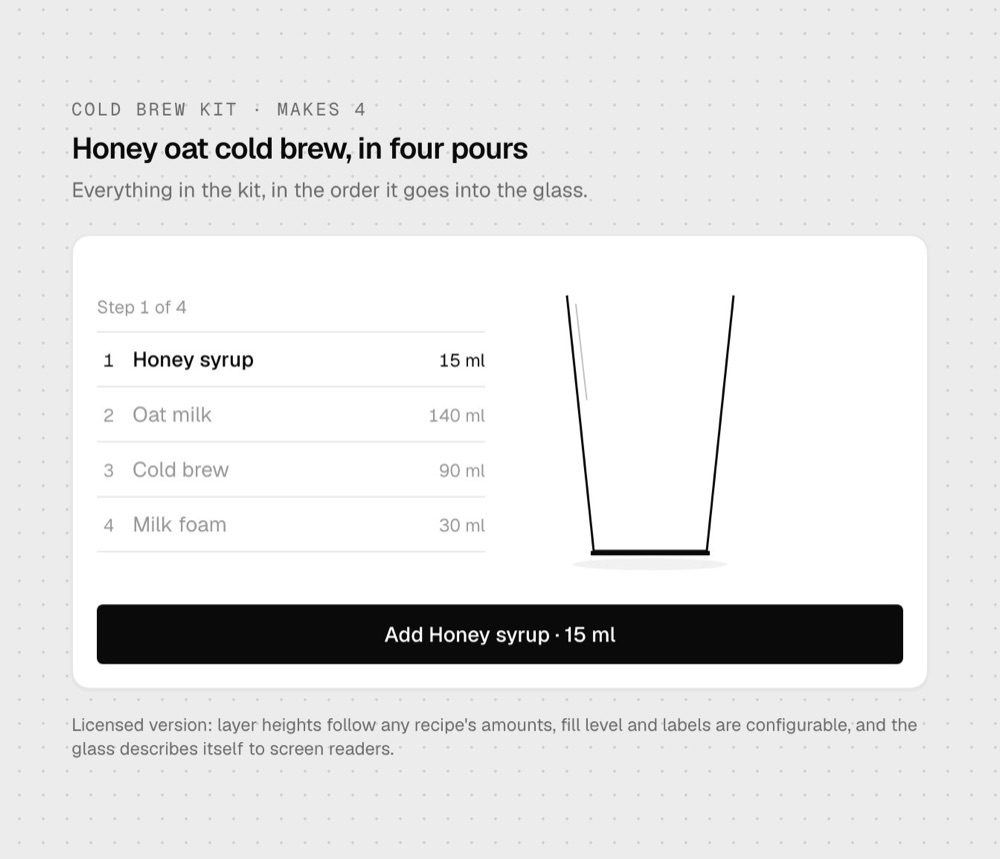 COLD BREW KIT · MAKES 4
Honey oat cold brew, in four pours
Everything in the kit, in the order it goes into the glass.
Step 1 of 4
1 Honey syrup 15 ml
2 Oat milk 140 ml
3 Cold brew 90 ml
4 Milk foam 30 ml
Add Honey syrup · 15 ml
Licensed version: layer heights follow any recipe's amounts, fill level and labels are configurable, and the
glass describes itself to screen readers.